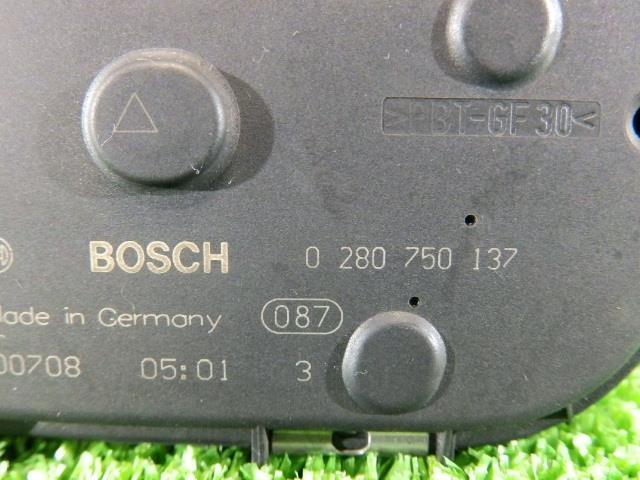 >PBT-GF30<
BOSCH 0 280 750 137
Made in Germany 087
00708 05:01 3